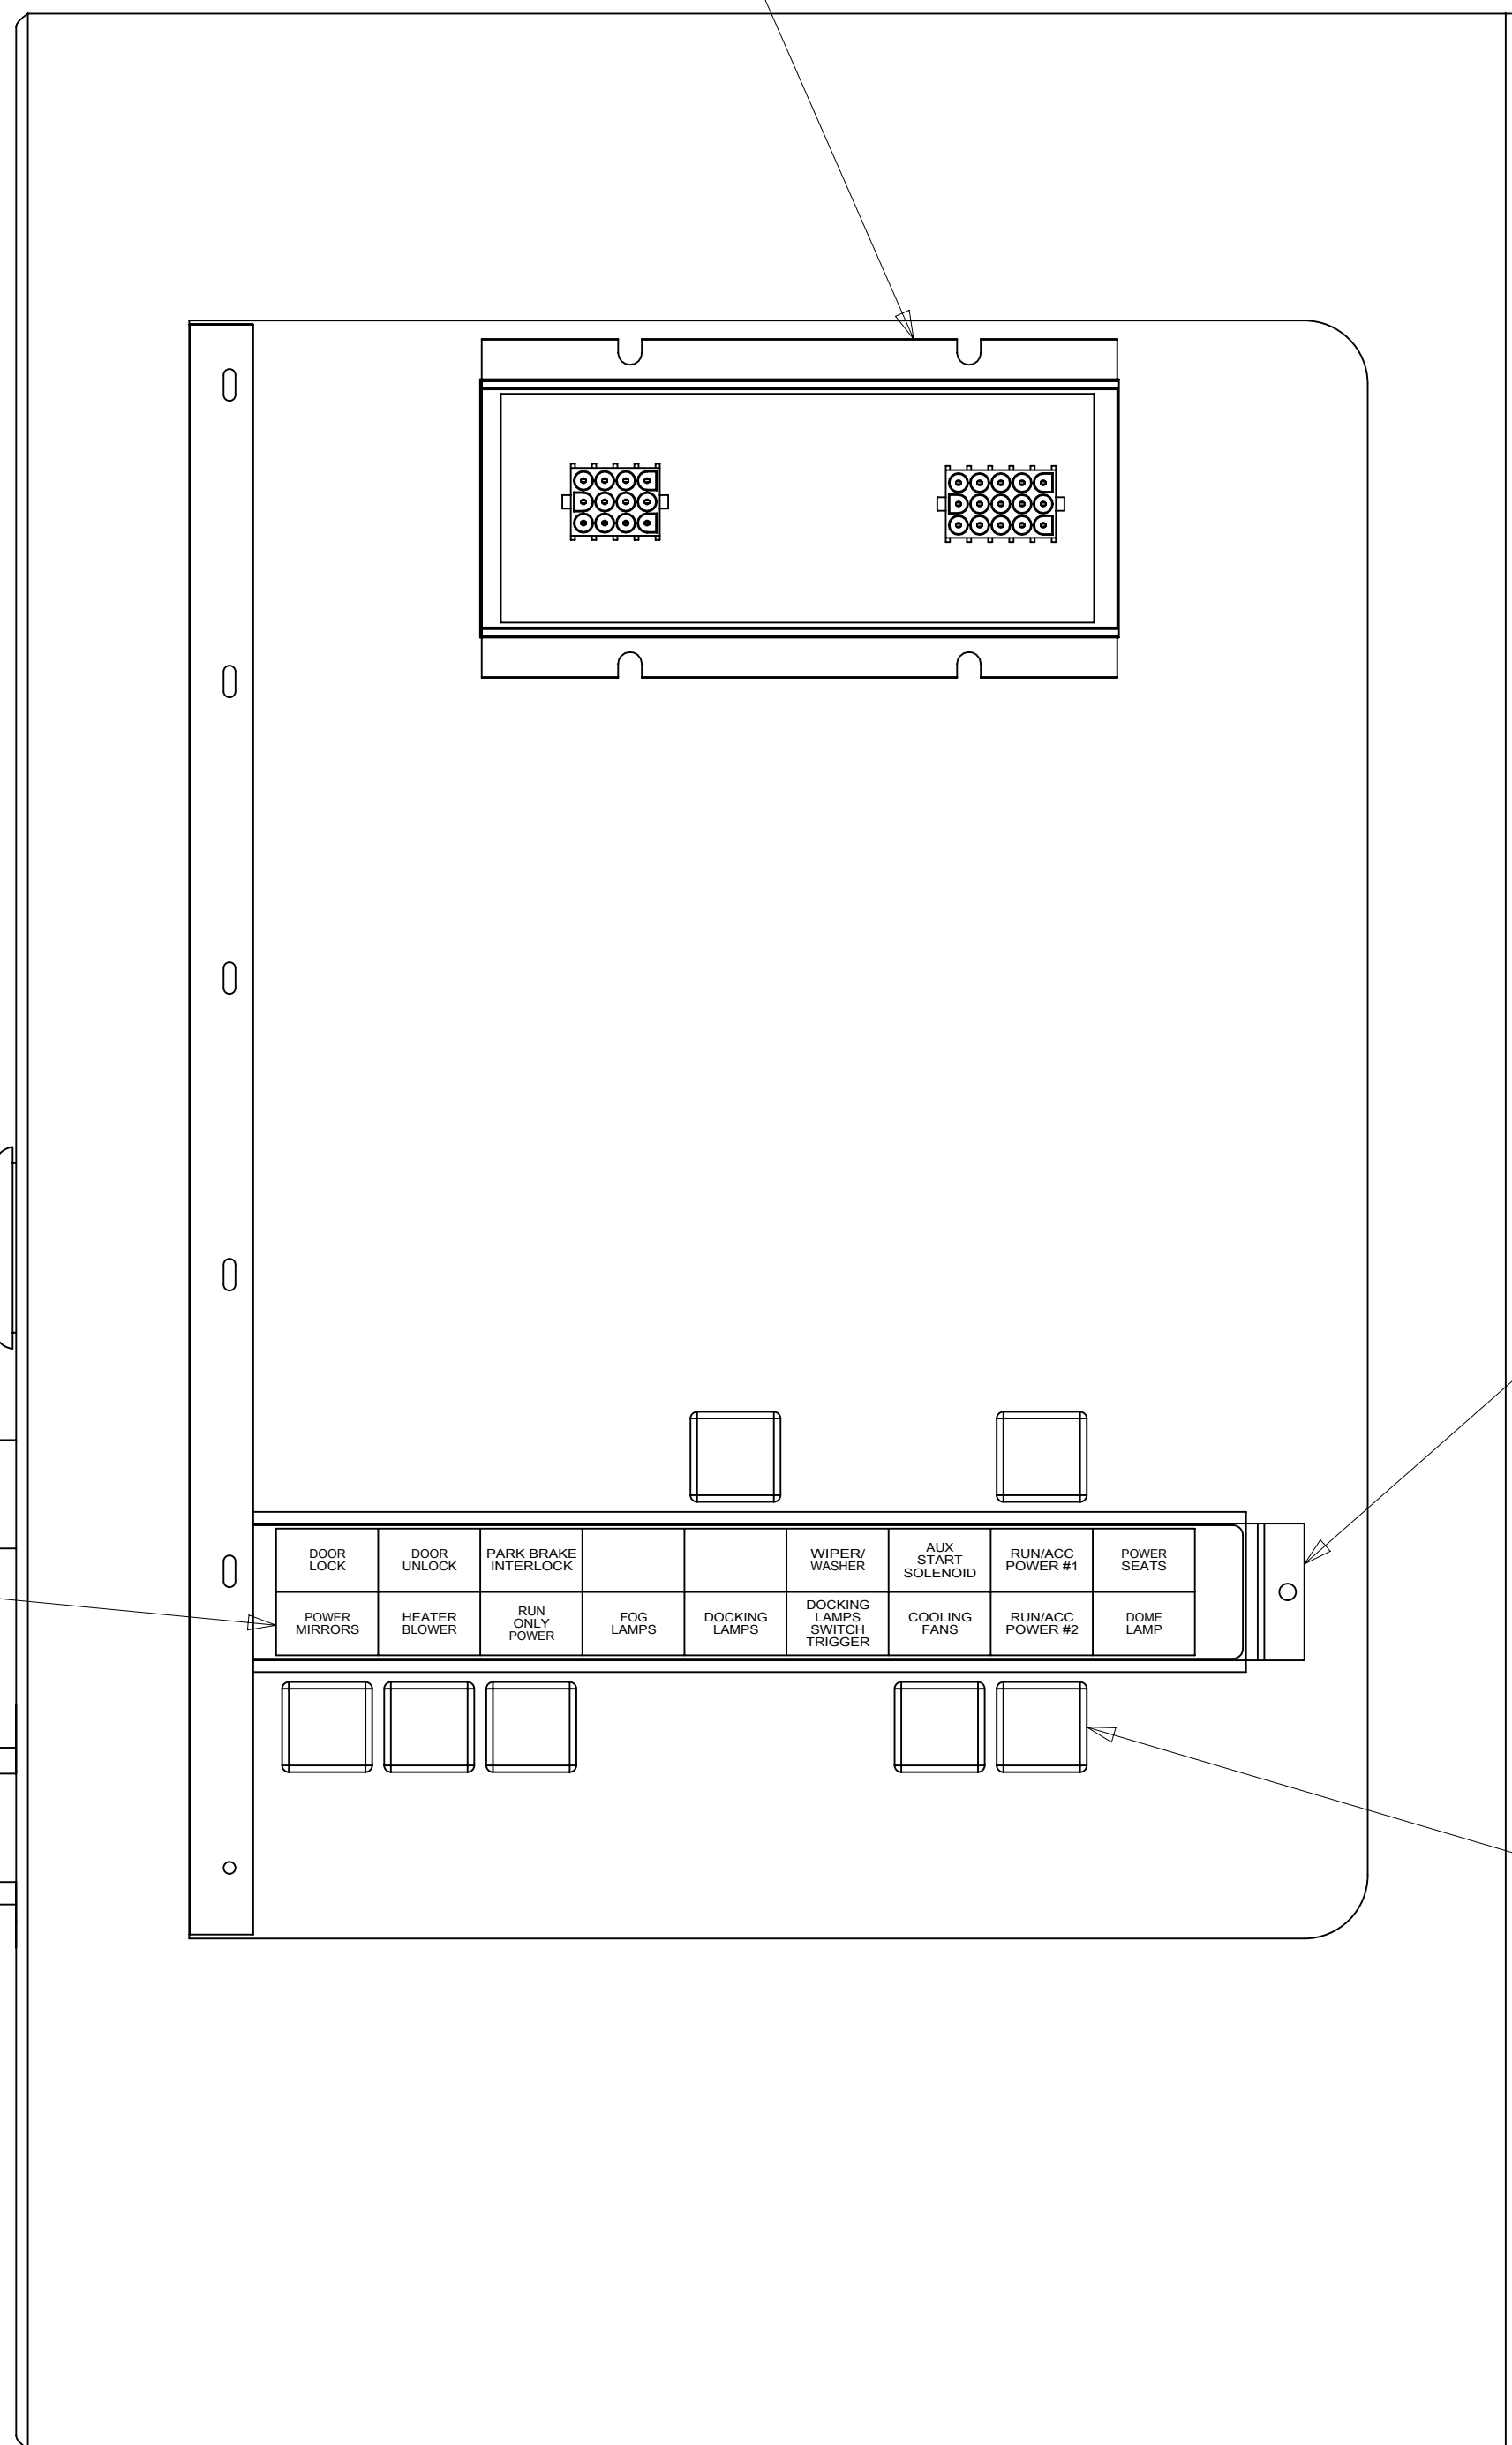 DOOR
LOCK
DOOR
UNLOCK
PARK BRAKE
INTERLOCK
WIPER/
WASHER
AUX
START
SOLENOID
RUN/ACC
POWER #1
POWER
SEATS
POWER
MIRRORS
HEATER
BLOWER
RUN
ONLY
POWER
FOG
LAMPS
DOCKING
LAMPS
DOCKING
LAMPS
SWITCH
TRIGGER
COOLING
FANS
RUN/ACC
POWER #2
DOME
LAMP